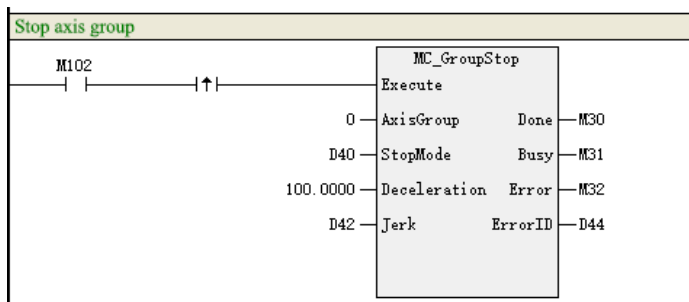 Stop axis group
M102
MC_GroupStop
Execute
0 AxisGroup Done M30
D40 StopMode Busy M31
100.0000 Deceleration Error M32
D42 Jerk ErrorID D44